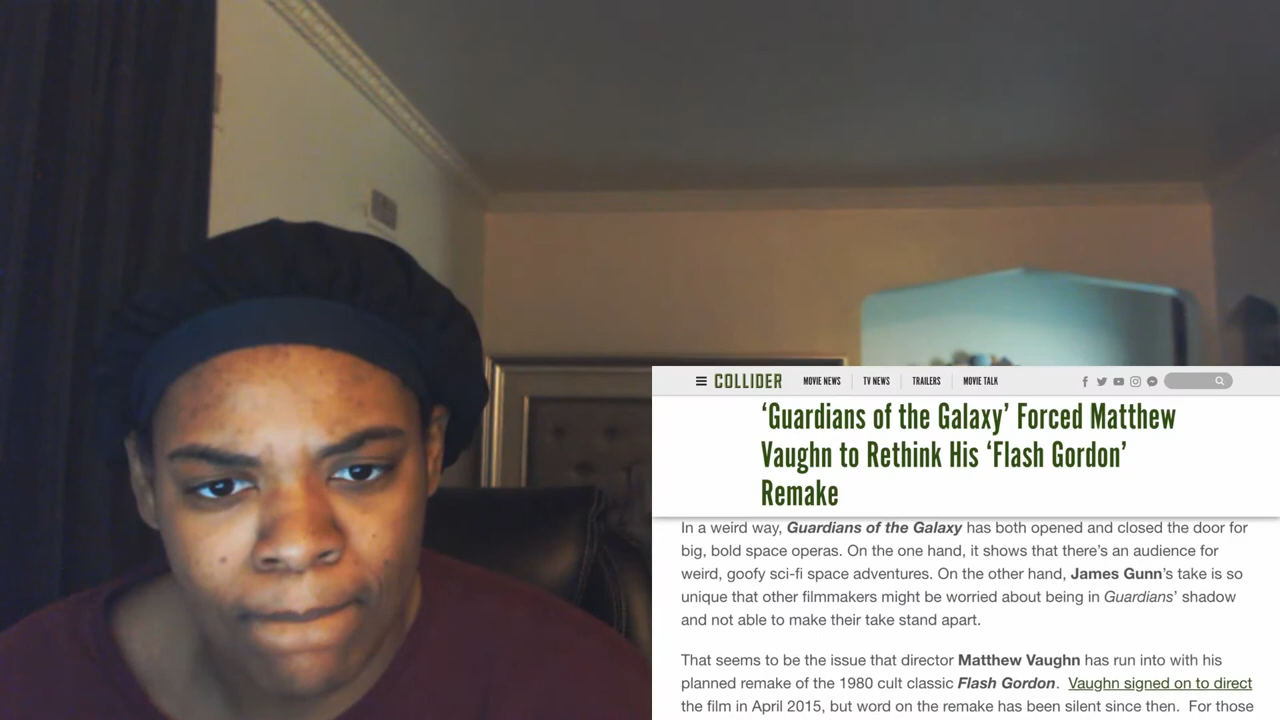 COLLIDER MOVIE NEWS TV NEWS TRAILERS MOVIE TALK
‘Guardians of the Galaxy’ Forced Matthew
Vaughn to Rethink His ‘Flash Gordon’
Remake
In a weird way, Guardians of the Galaxy has both opened and closed the door for
big, bold space operas. On the one hand, it shows that there’s an audience for
weird, goofy sci-fi space adventures. On the other hand, James Gunn’s take is so
unique that other filmmakers might be worried about being in Guardians’ shadow
and not able to make their take stand apart.
That seems to be the issue that director Matthew Vaughn has run into with his
planned remake of the 1980 cult classic Flash Gordon. Vaughn signed on to direct
the film in April 2015, but word on the remake has been silent since then. For those